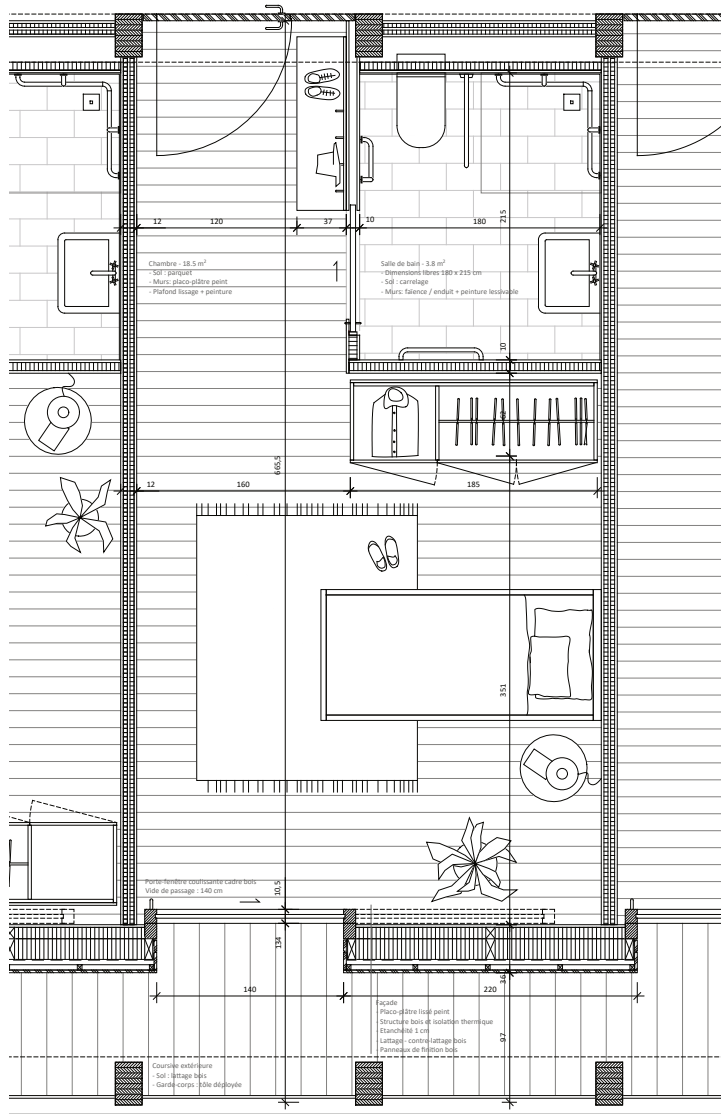 12
120
37
10
180
215
Chambre - 18.5 m²
- Sol : parquet
- Murs: placo-plâtre peint
- Plafond lissage + peinture
Salle de bain - 3.8 m²
- Dimensions libres 180 x 215 cm
- Sol : carrelage
- Murs: faïence / enduit + peinture lessivable
10
62
665,5
12
160
185
351
Porte-fenêtre coulissante cadre bois
Vide de passage : 140 cm
10,5
134
140
220
36
97
Façade
- Placo-plâtre lissé peint
- Structure bois et isolation thermique
- Etanchéité 1 cm
- Lattage - contre-lattage bois
- Panneaux de finition bois
Coursive extérieure
- Sol : lattage bois
- Garde-corps : tôle déployée